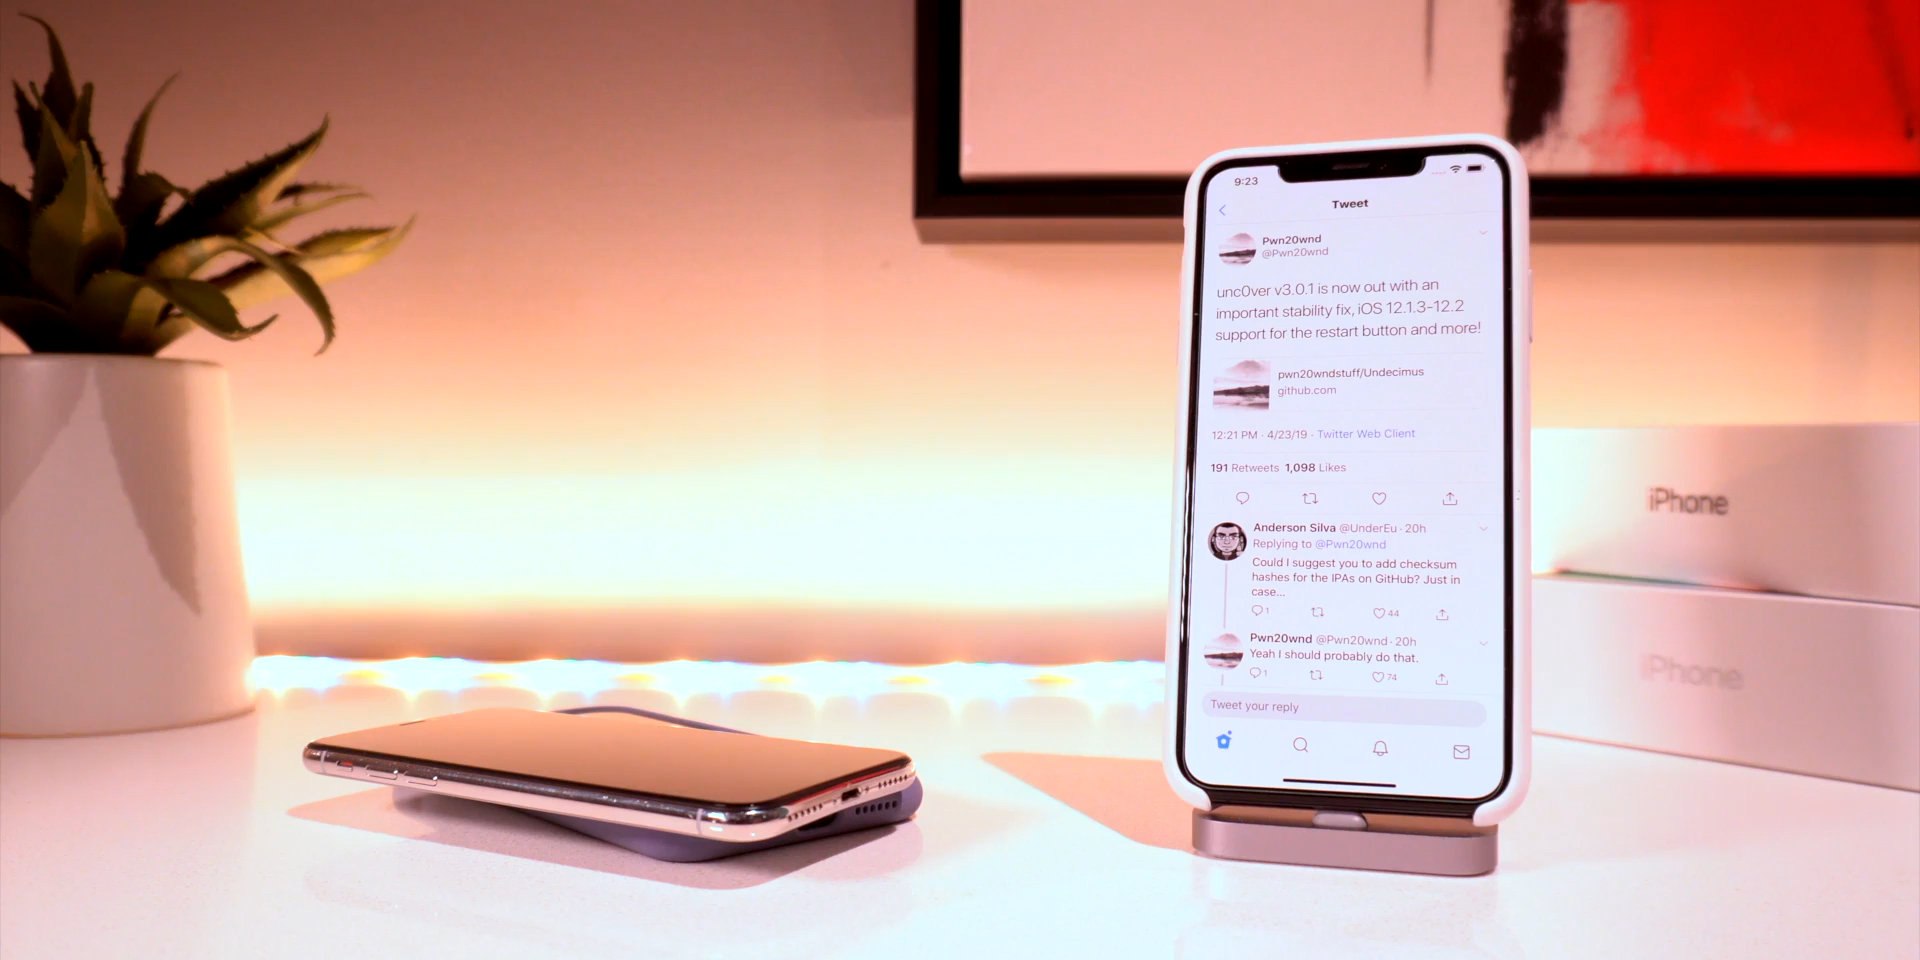 9:23
Tweet
Pwn20wnd
@Pwn20wnd
unc0ver v3.0.1 is now out with an
important stability fix, iOS 12.1.3-12.2
support for the restart button and more!
pwn20wndstuff/Undecimus
github.com
12:21 PM · 4/23/19 · Twitter Web Client
191 Retweets 1,098 Likes
Anderson Silva @UnderEu · 20h
Replying to @Pwn20wnd
Could I suggest you to add checksum
hashes for the IPAs on GitHub? Just in
case...
1 44
Pwn20wnd @Pwn20wnd · 20h
Yeah I should probably do that.
1 74
Tweet your reply
iPhone
iPhone